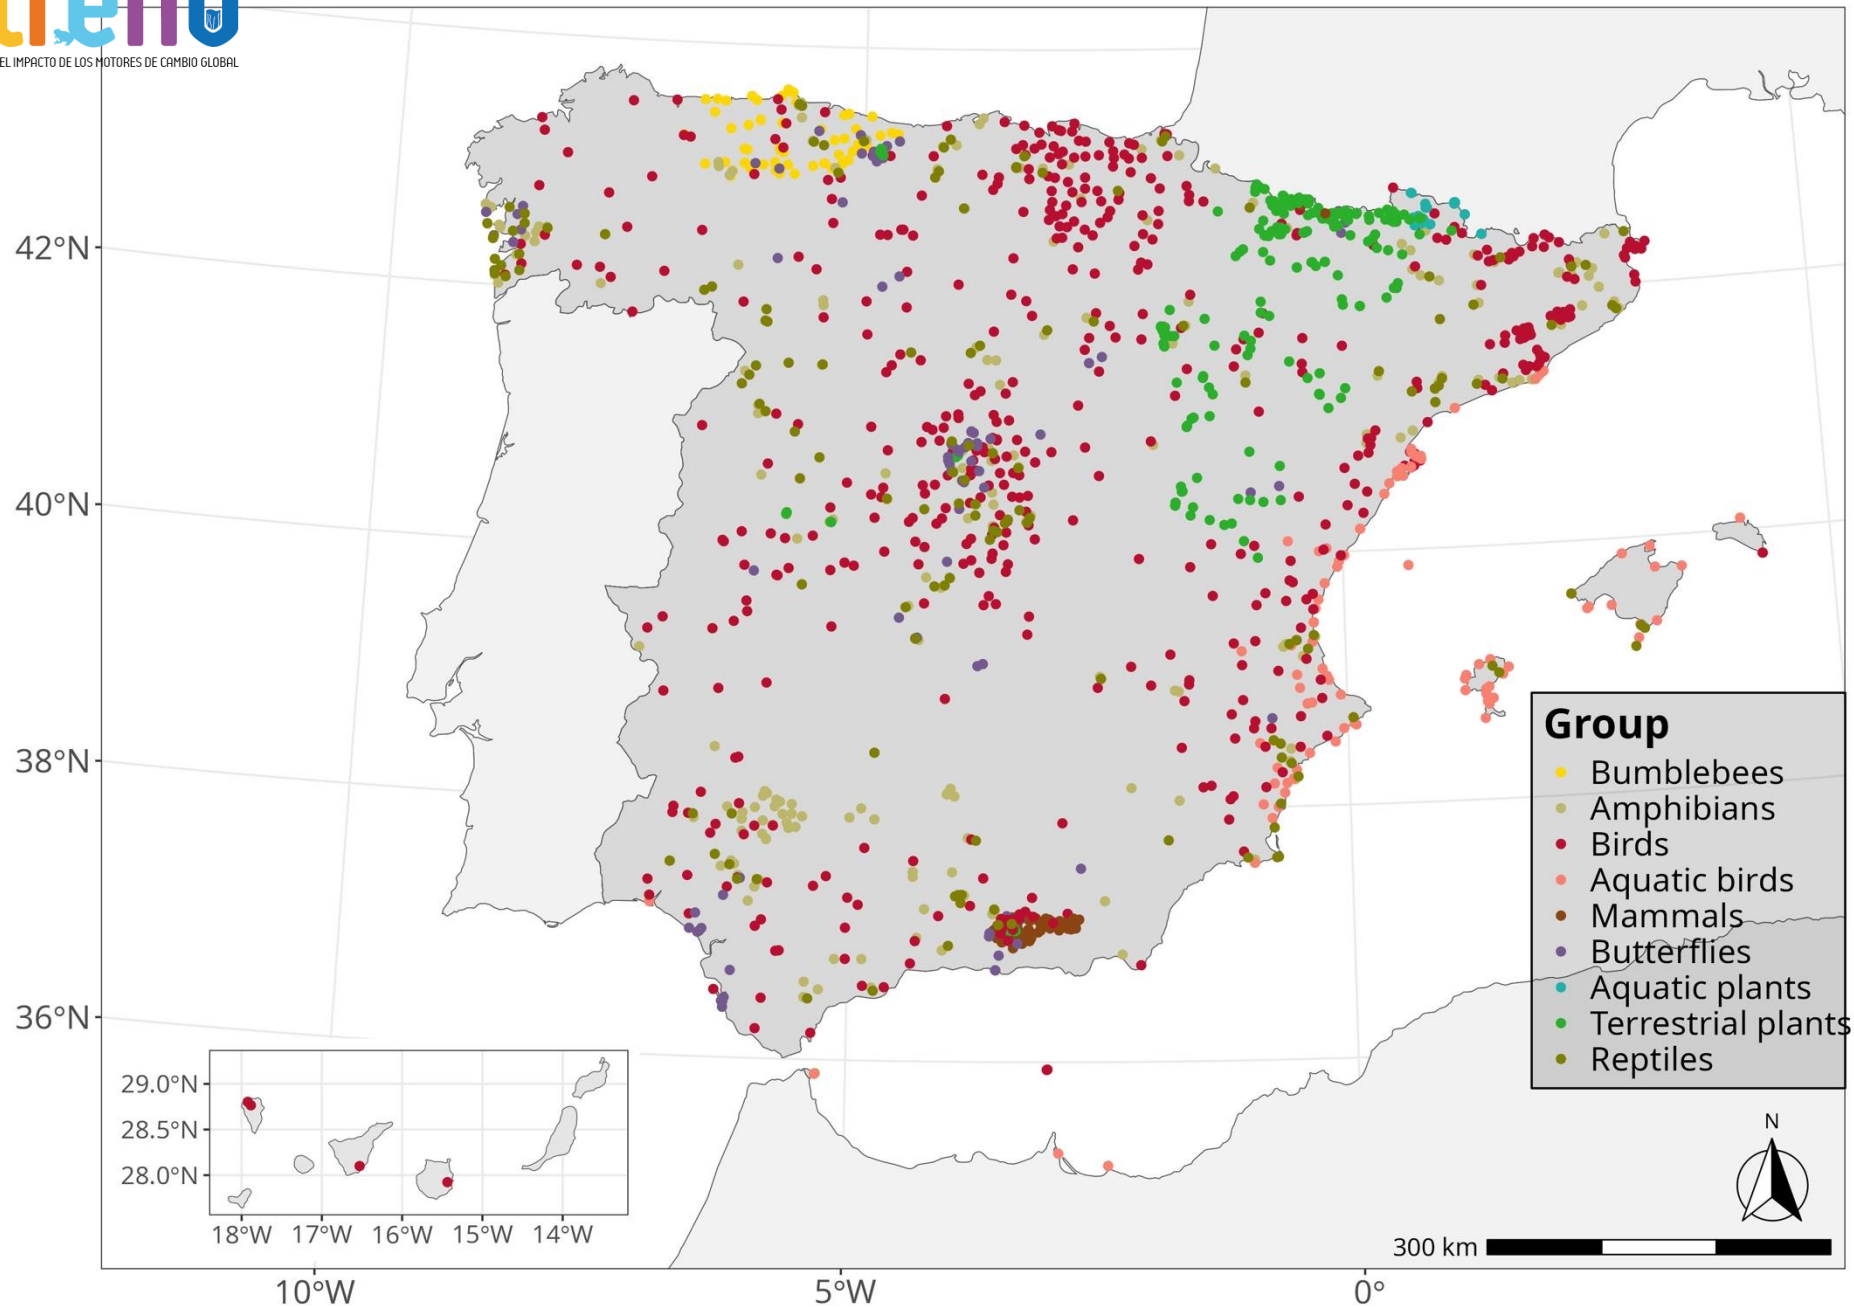 EL IMPACTO DE LOS MOTORES DE CAMBIO GLOBAL
42°N
40°N
38°N
36°N
10°W
5°W
0°
29.0°N
28.5°N
28.0°N
18°W
17°W
16°W
15°W
14°W
Group
Bumblebees
Amphibians
Birds
Aquatic birds
Mammals
Butterflies
Aquatic plants
Terrestrial plants
Reptiles
N
300 km